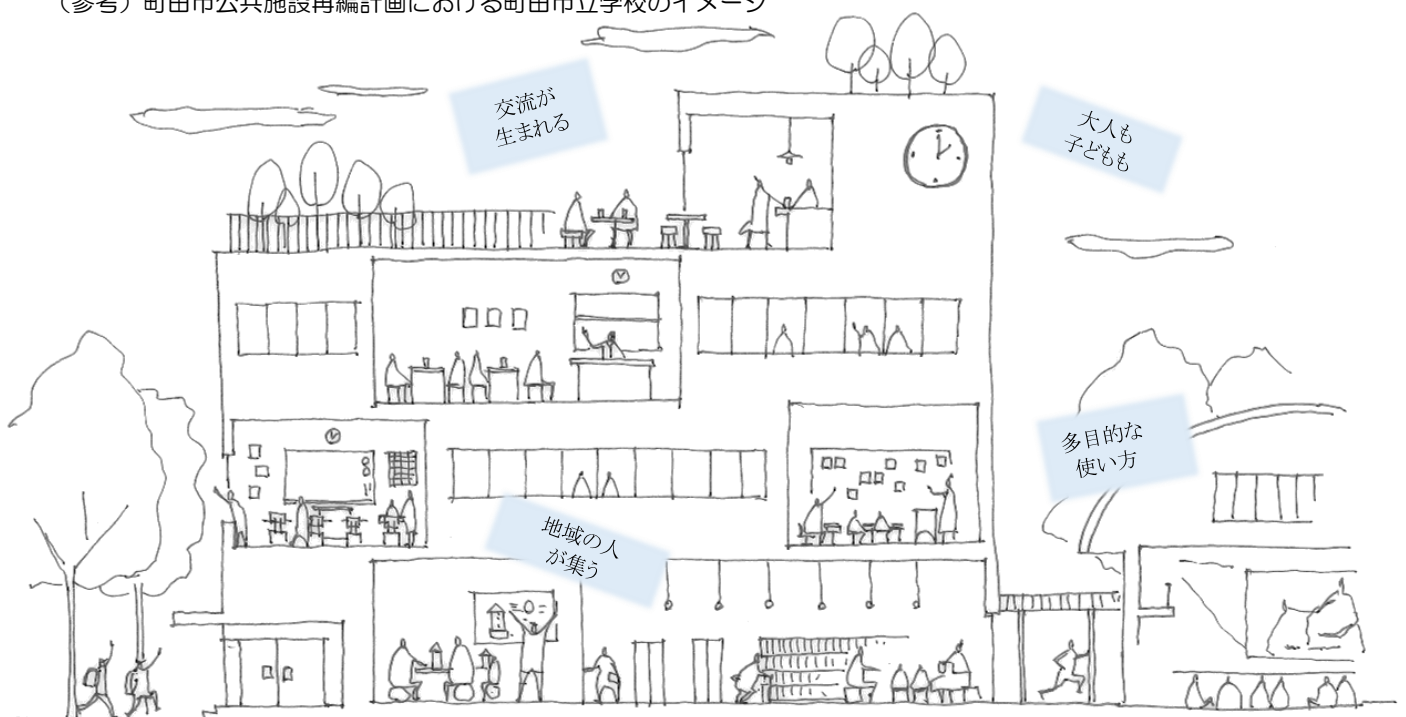 （参考）町田市公共施設再編計画における町田市立学校のイメージ
交流が
生まれる
大人も
子どもも
多目的な
使い方
地域の人
が集う